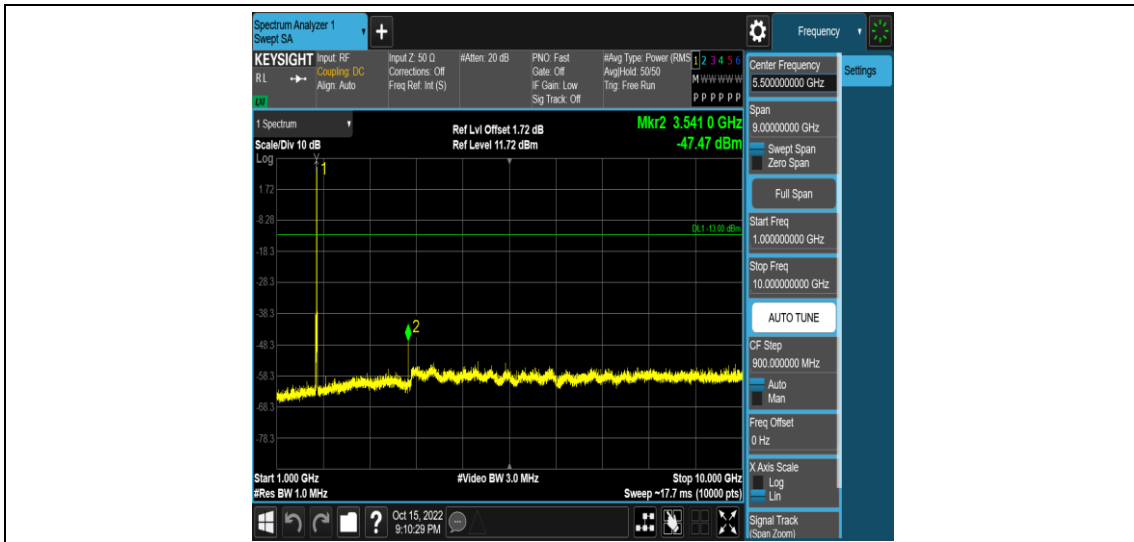 Spectrum Analyzer 1
Swept SA
+
Frequency
KEYSIGHT
RL
LXI
Input: RF
Coupling: DC
Align: Auto
Input Z: 50 Ω
Corrections: Off
Freq Ref: Int (S)
#Atten: 20 dB
PNO: Fast
Gate: Off
IF Gain: Low
Sig Track: Off
#Avg Type: Power (RMS
Avg|Hold: 50/50
Trig: Free Run
1 2 3 4 5 6
M W W W W W
P P P P P P
Center Frequency
5.500000000 GHz
Settings
1 Spectrum
Scale/Div 10 dB
Ref Lvl Offset 1.72 dB
Ref Level 11.72 dBm
Mkr2 3.541 0 GHz
-47.47 dBm
Log
1
1.72
-8.28
DL1 -13.00 dBm
-18.3
-28.3
-38.3
2
-48.3
-58.3
-68.3
-78.3
Start 1.000 GHz
#Video BW 3.0 MHz
Stop 10.000 GHz
#Res BW 1.0 MHz
Sweep ~17.7 ms (10000 pts)
Span
9.00000000 GHz
Swept Span
Zero Span
Full Span
Start Freq
1.000000000 GHz
Stop Freq
10.000000000 GHz
AUTO TUNE
CF Step
900.000000 MHz
Auto
Man
Freq Offset
0 Hz
X Axis Scale
Log
Lin
Signal Track
(Span Zoom)
?
Oct 15, 2022
9:10:29 PM